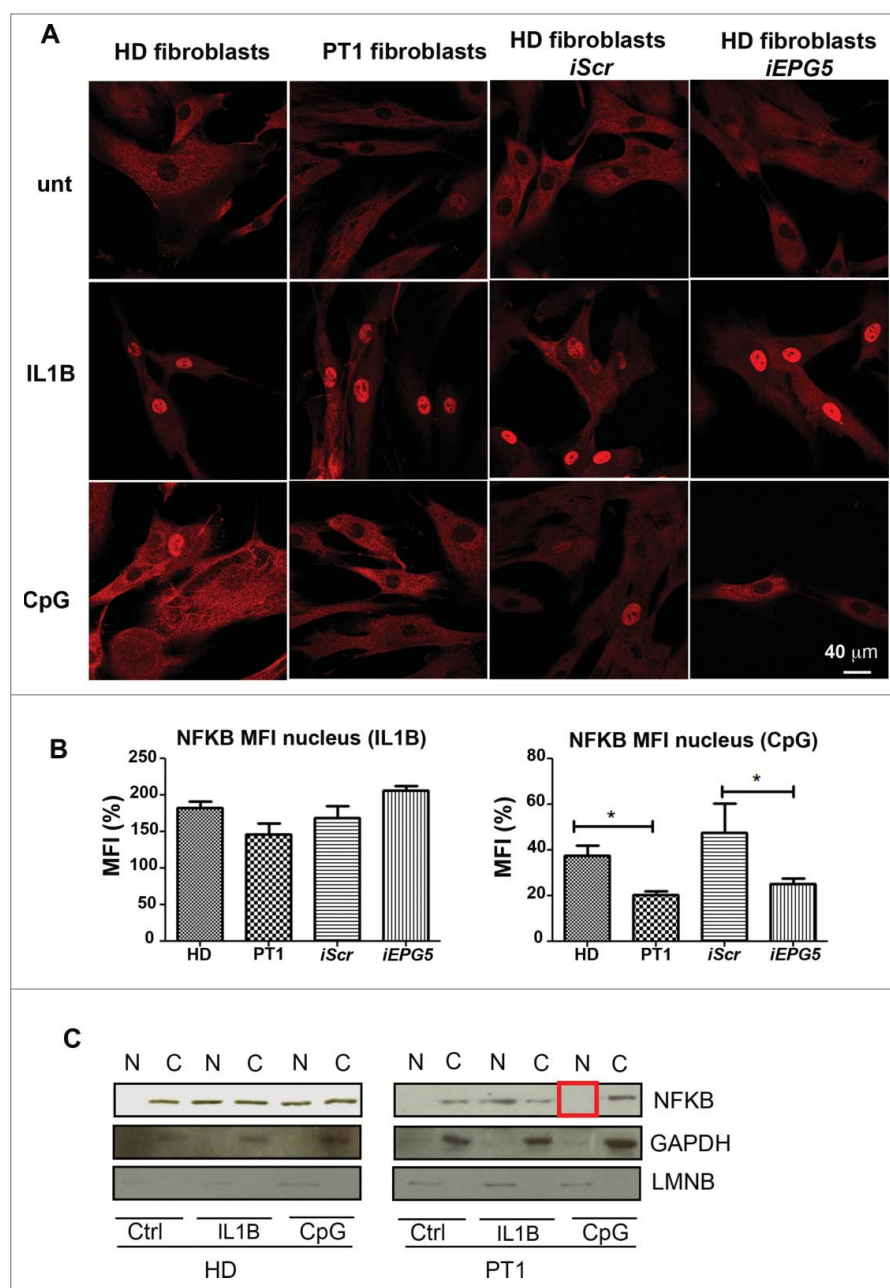 A
HD fibroblasts PT1 fibroblasts HD fibroblasts iScr HD fibroblasts iEPG5
unt
IL1B
CpG
40 μm
B
NFKB MFI nucleus (IL1B)
MFI (%)
250
200
150
100
50
0
HD PT1 iScr iEPG5
NFKB MFI nucleus (CpG)
MFI (%)
80
60
40
20
0
* *
HD PT1 iScr iEPG5
C
N C N C N C N C N C N C
NFKB
GAPDH
LMNB
Ctrl IL1B CpG Ctrl IL1B CpG
HD PT1